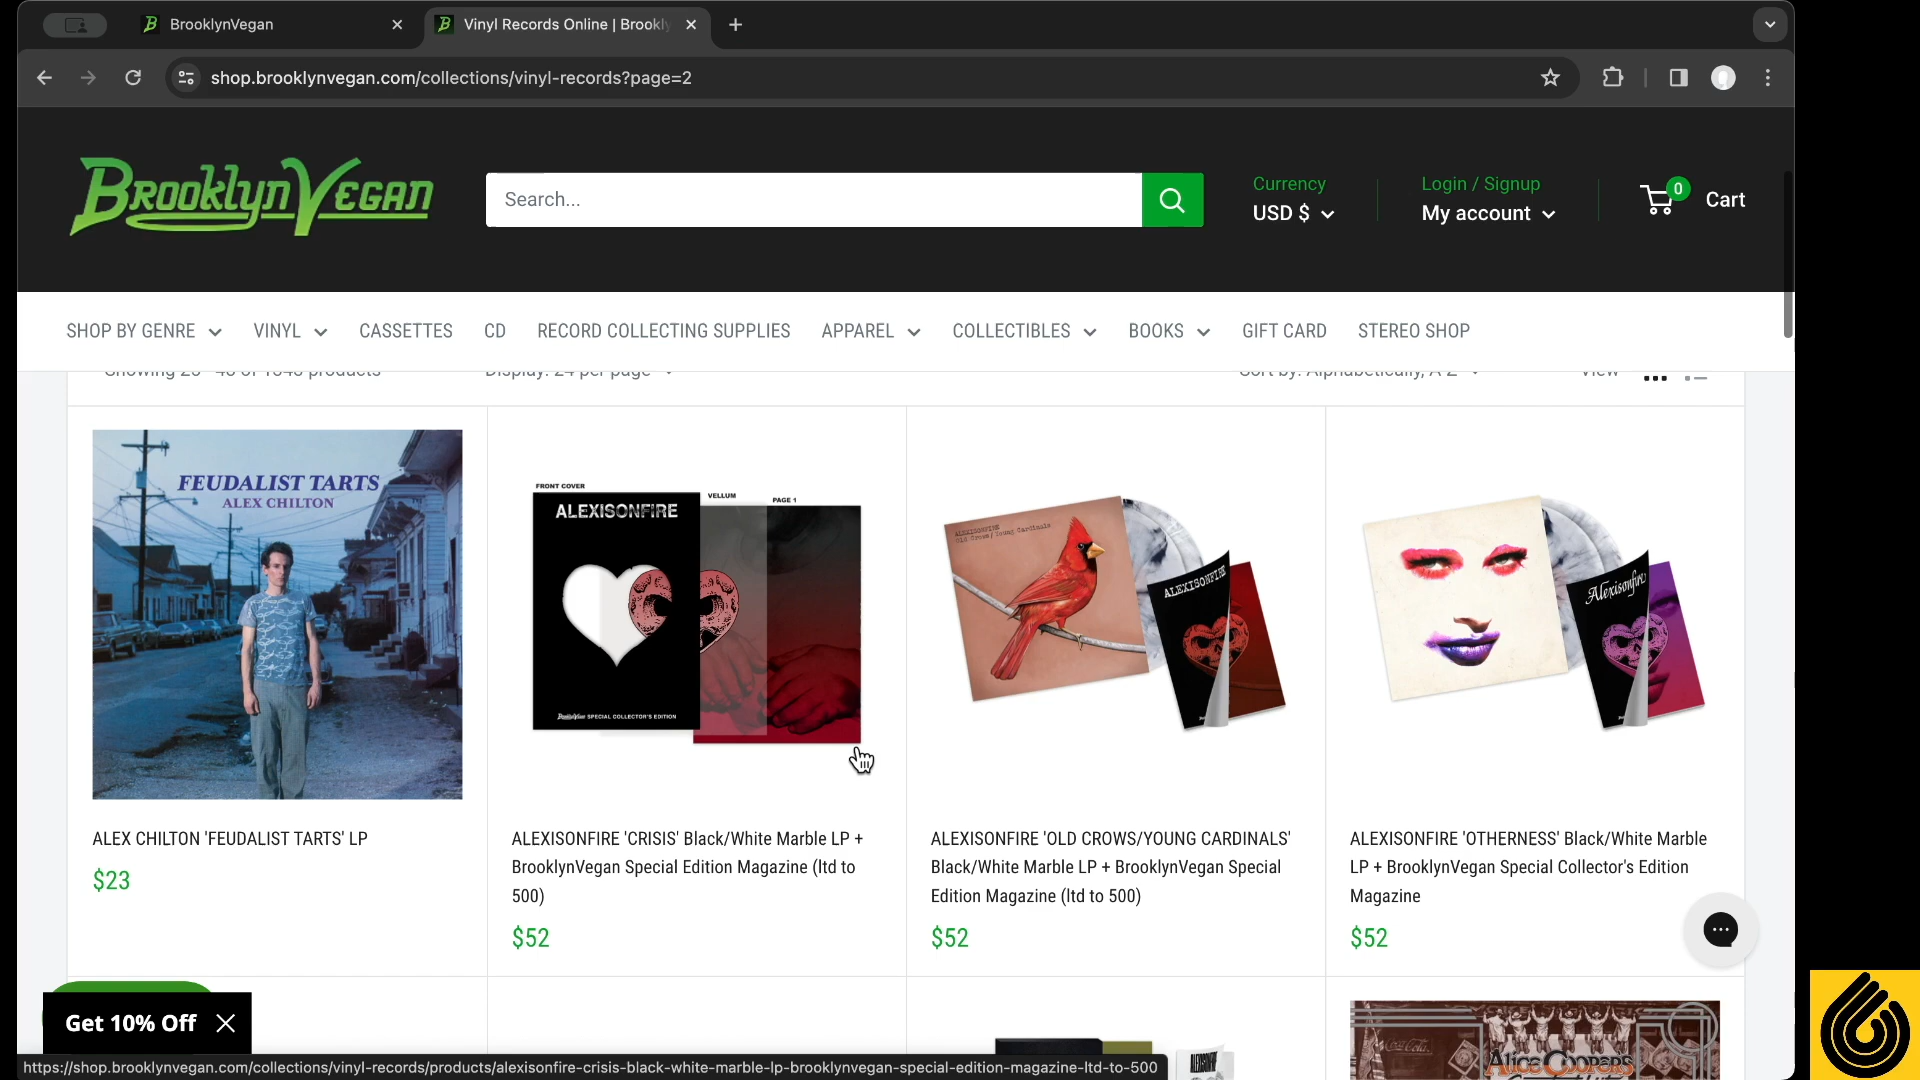 BrooklynVegan
Vinyl Records Online | Brookly
shop.brooklynvegan.com/collections/vinyl-records?page=2
BROOKLYNVEGAN
Search...
Currency
USD $
Login / Signup
My account
0
Cart
SHOP BY GENRE
VINYL
CASSETTES
CD
RECORD COLLECTING SUPPLIES
APPAREL
COLLECTIBLES
BOOKS
GIFT CARD
STEREO SHOP
Display: 24 per page
Sort by: Alphabetically, A-Z
View
FEUDALIST TARTS
ALEX CHILTON
FRONT COVER
VELLUM
PAGE 1
ALEXISONFIRE
BrooklynVegan SPECIAL COLLECTOR'S EDITION
ALEXISONFIRE
Old Crows/Young Cardinals
ALEXISONFIRE
Alexisonfire
ALEX CHILTON 'FEUDALIST TARTS' LP
$23
ALEXISONFIRE 'CRISIS' Black/White Marble LP +
BrooklynVegan Special Edition Magazine (ltd to
500)
$52
ALEXISONFIRE 'OLD CROWS/YOUNG CARDINALS'
Black/White Marble LP + BrooklynVegan Special
Edition Magazine (ltd to 500)
$52
ALEXISONFIRE 'OTHERNESS' Black/White Marble
LP + BrooklynVegan Special Collector's Edition
Magazine
$52
Get 10% Off
Coca-Cola
Alice Coopers
ALEXISONFIRE
https://shop.brooklynvegan.com/collections/vinyl-records/products/alexisonfire-crisis-black-white-marble-lp-brooklynvegan-special-edition-magazine-ltd-to-500